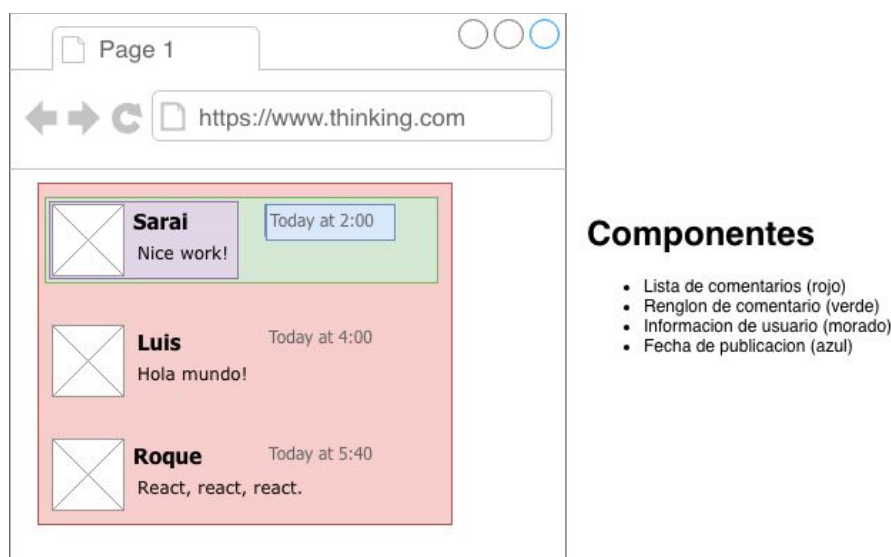 Page 1
https://www.thinking.com
Sarai
Today at 2:00
Nice work!
Luis
Today at 4:00
Hola mundo!
Roque
Today at 5:40
React, react, react.
Componentes
• Lista de comentarios (rojo)
• Renglon de comentario (verde)
• Informacion de usuario (morado)
• Fecha de publicacion (azul)